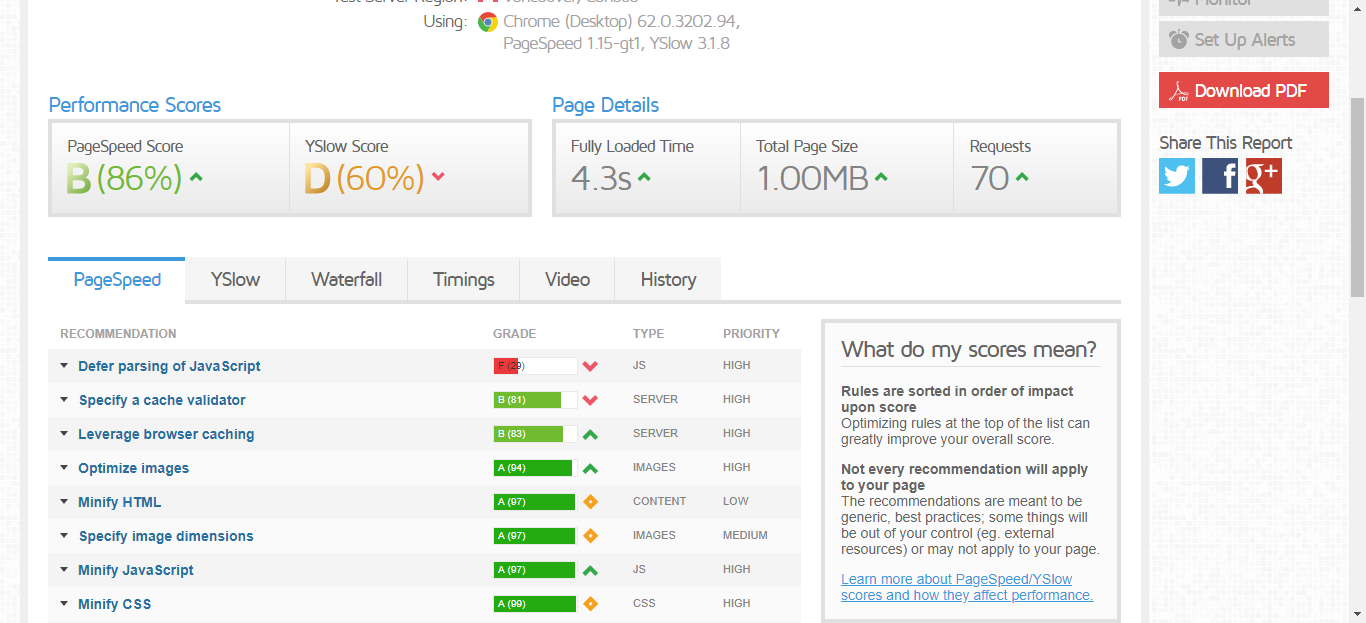 Test Server Region:
Vancouver, Canada
Using:
Chrome (Desktop) 62.0.3202.94,
PageSpeed 1.15-gt1, YSlow 3.1.8
Monitor
Set Up Alerts
PDF
Download PDF
Share This Report
f
g+
Performance Scores
PageSpeed Score
B (86%)
YSlow Score
D (60%)
Page Details
Fully Loaded Time
4.3s
Total Page Size
1.00MB
Requests
70
PageSpeed YSlow Waterfall Timings Video History
RECOMMENDATION GRADE TYPE PRIORITY
Defer parsing of JavaScript F (29) JS HIGH
Specify a cache validator B (81) SERVER HIGH
Leverage browser caching B (83) SERVER HIGH
Optimize images A (94) IMAGES HIGH
Minify HTML A (97) CONTENT LOW
Specify image dimensions A (97) IMAGES MEDIUM
Minify JavaScript A (97) JS HIGH
Minify CSS A (99) CSS HIGH
What do my scores mean?
Rules are sorted in order of impact
upon score
Optimizing rules at the top of the list can
greatly improve your overall score.
Not every recommendation will apply
to your page
The recommendations are meant to be
generic, best practices; some things will
be out of your control (eg. external
resources) or may not apply to your page.
Learn more about PageSpeed/YSlow
scores and how they affect performance.